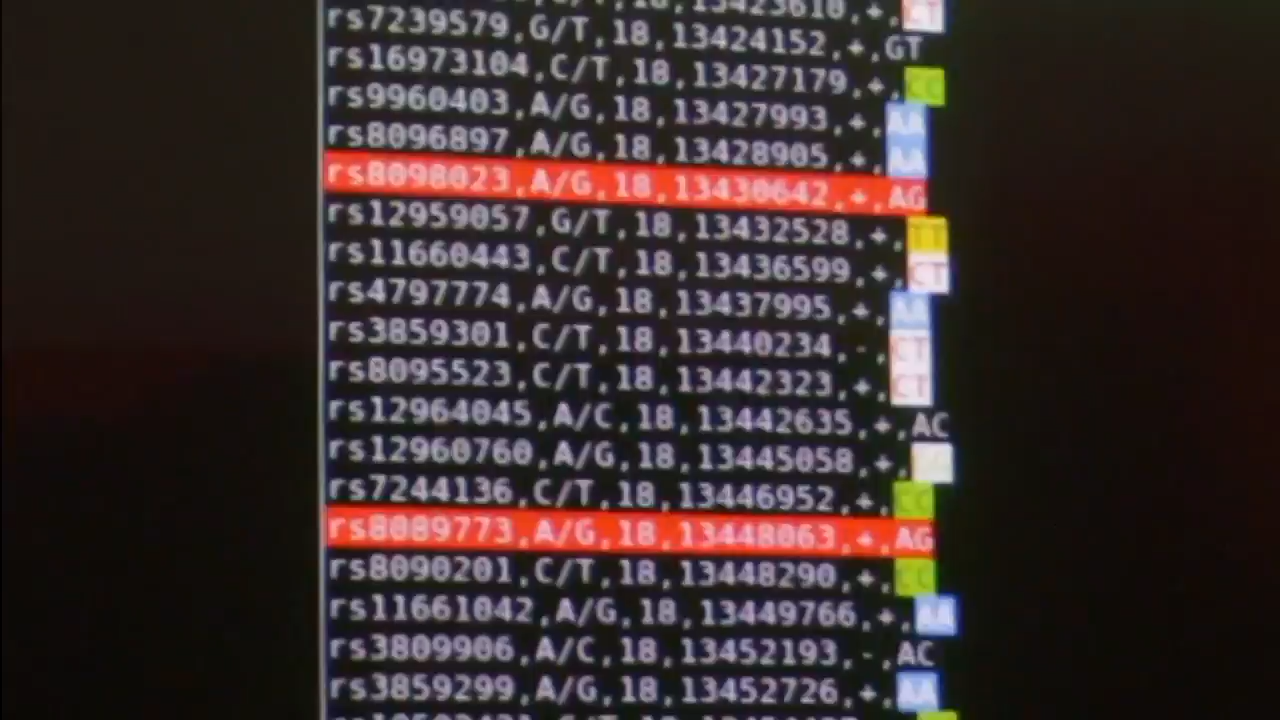 13423610,+,CT
rs7239579,G/T,18,13424152,+,GT
rs16973104,C/T,18,13427179,+,CC
rs9960403,A/G,18,13427993,+,AA
rs8096897,A/G,18,13428905,+,AA
rs8098023,A/G,18,13430642,+,AG
rs12959057,G/T,18,13432528,+,TT
rs11660443,C/T,18,13436599,+,CT
rs4797774,A/G,18,13437995,+,AA
rs3859301,C/T,18,13440234,-,CT
rs8095523,C/T,18,13442323,+,CT
rs12964045,A/C,18,13442635,+,AC
rs12960760,A/G,18,13445058,+,
rs7244136,C/T,18,13446952,+,CC
rs8089773,A/G,18,13448063,+,AG
rs8090201,C/T,18,13448290,+,CC
rs11661042,A/G,18,13449766,+,AA
rs3809906,A/C,18,13452193,-,AC
rs3859299,A/G,18,13452726,+,AA